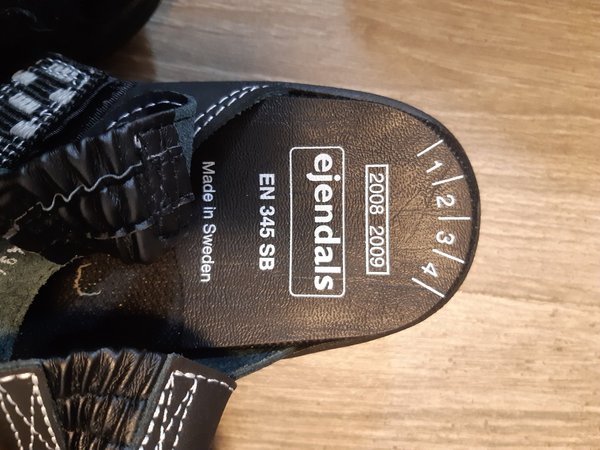 1 2 3 4
2008 2009
ejendals
EN 345 SB
Made in Sweden